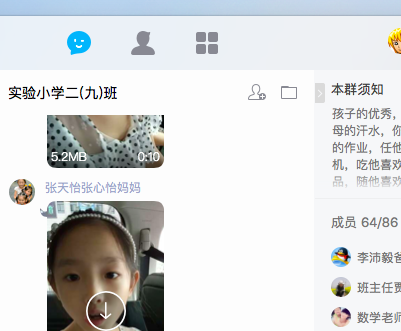 实验小学二(九)班
5.2MB
0:10
张天怡张心怡妈妈
本群须知
孩子的优秀，
母的汗水，你
的作业，任他
机，吃他喜欢
品，随他喜欢
成员 64/86
李沛毅爸
班主任贾
数学老师